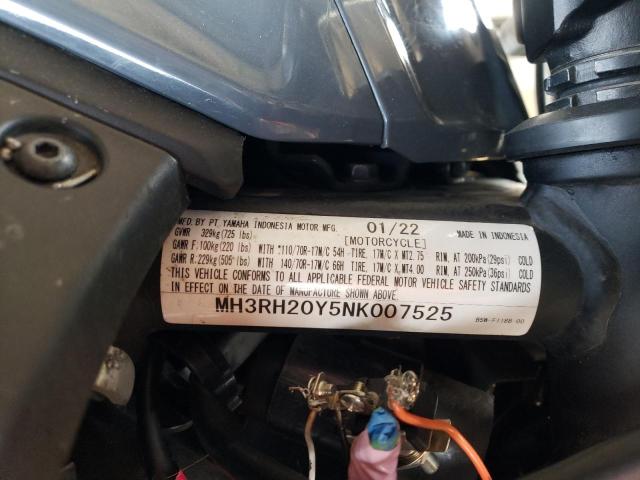 MFD. BY PT YAMAHA INDONESIA MOTOR MFG. 01/22 MADE IN INDONESIA
GVWR 329kg(725 lbs) [MOTORCYCLE]
GAWR F:100kg(220 lbs) WITH *110/70R-17M/C 54H TIRE, 17M/C X MT2.75 RIM, AT 200kPa(29psi) COLD
GAWR R:229kg(505 lbs) WITH 140/70R-17M/C 66H TIRE, 17M/C X MT4.00 RIM, AT 250kPa(36psi) COLD
THIS VEHICLE CONFORMS TO ALL APPLICABLE FEDERAL MOTOR VEHICLE SAFETY STANDARDS
IN EFFECT ON THE DATE OF MANUFACTURE SHOWN ABOVE.
MH3RH20Y5NK007525
B5W-F118B-00